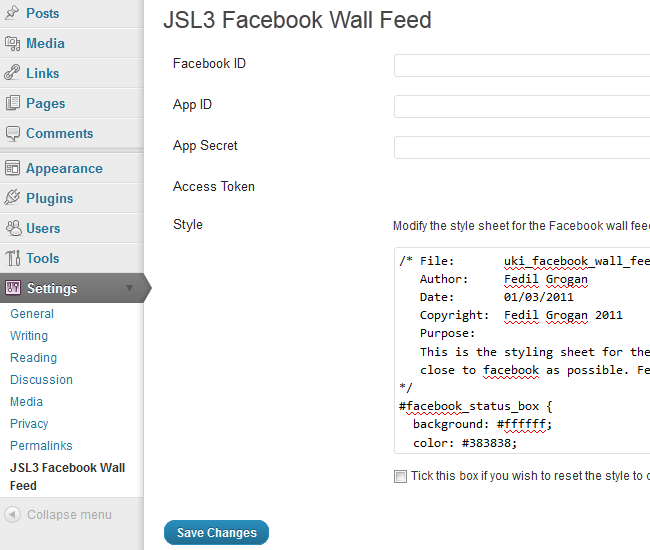 Posts
Media
Links
Pages
Comments
Appearance
Plugins
Users
Tools
Settings
General
Writing
Reading
Discussion
Media
Privacy
Permalinks
JSL3 Facebook Wall
Feed
Collapse menu
JSL3 Facebook Wall Feed
Facebook ID
App ID
App Secret
Access Token
Style
Modify the style sheet for the Facebook wall fee
/* File: uki_facebook_wall_fee
Author: Fedil Grogan
Date: 01/03/2011
Copyright: Fedil Grogan 2011
Purpose:
This is the styling sheet for the
close to facebook as possible. Fe
*/
#facebook_status_box {
background: #ffffff;
color: #383838;
Tick this box if you wish to reset the style to
Save Changes